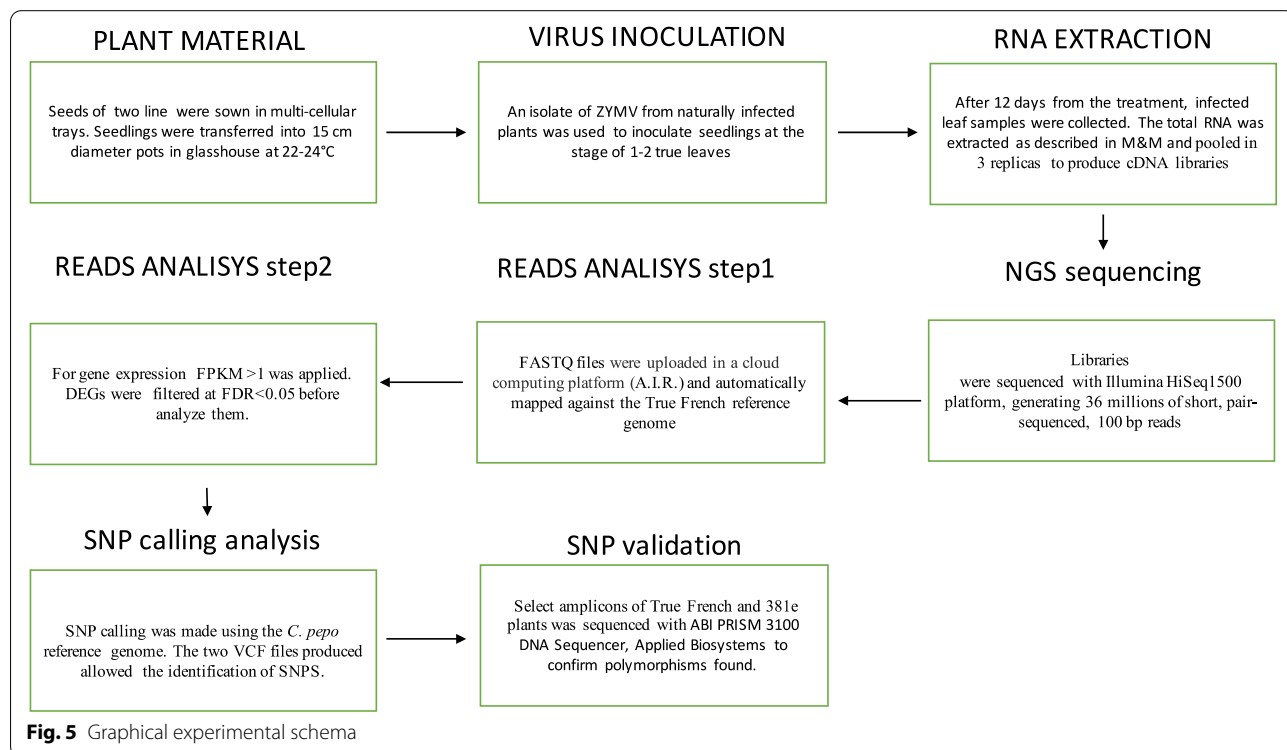 PLANT MATERIAL
Seeds of two line were sown in multi-cellular
trays. Seedlings were transferred into 15 cm
diameter pots in glasshouse at 22-24°C
VIRUS INOCULATION
An isolate of ZYMV from naturally infected
plants was used to inoculate seedlings at the
stage of 1-2 true leaves
RNA EXTRACTION
After 12 days from the treatment, infected
leaf samples were collected. The total RNA was
extracted as described in M&M and pooled in
3 replicas to produce cDNA libraries
NGS sequencing
Libraries
were sequenced with Illumina HiSeq1500
platform, generating 36 millions of short, pair-
sequenced, 100 bp reads
READS ANALISYS step1
FASTQ files were uploaded in a cloud
computing platform (A.I.R.) and automatically
mapped against the True French reference
genome
READS ANALISYS step2
For gene expression FPKM >1 was applied.
DEGs were filtered at FDR<0.05 before
analyze them.
SNP calling analysis
SNP calling was made using the C. pepo
reference genome. The two VCF files produced
allowed the identification of SNPS.
SNP validation
Select amplicons of True French and 381e
plants was sequenced with ABI PRISM 3100
DNA Sequencer, Applied Biosystems to
confirm polymorphisms found.
Fig. 5 Graphical experimental schema